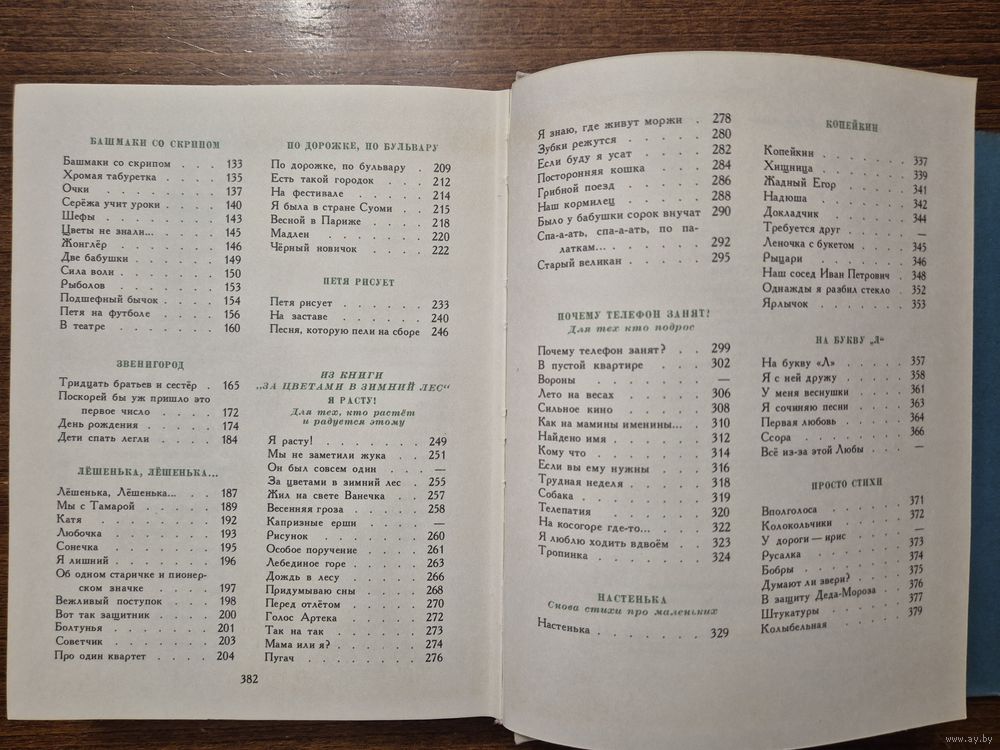 БАШМАКИ СО СКРИПОМ
Башмаки со скрипом . . . 133
Хромая табуретка . . . . 135
Очки . . . . . . . . 137
Серёжа учит уроки . . . . 140
Шефы . . . . . . . . 143
Цветы не знали... . . . . 145
Жонглёр . . . . . . . 146
Две бабушки . . . . . . 149
Сила воли . . . . . . . 150
Рыболов . . . . . . . 153
Подшефный бычок . . . . 154
Петя на футболе . . . . . 156
В театре . . . . . . . 160
ЗВЕНИГОРОД
Тридцать братьев и сестёр . 165
Поскорей бы уж пришло это
первое число . . . . . 172
День рождения . . . . . 174
Дети спать легли . . . . . 184
ЛЁШЕНЬКА, ЛЁШЕНЬКА...
Лёшенька, Лёшенька... . . 187
Мы с Тамарой . . . . . 189
Катя . . . . . . . . 192
Любочка . . . . . . . 193
Сонечка . . . . . . . 195
Я лишний . . . . . . . 196
Об одном старичке и пионер-
ском значке . . . . . 197
Вежливый поступок . . . . 198
Вот так защитник . . . . 200
Болтунья . . . . . . . 201
Советчик . . . . . . . 203
Про один квартет . . . . 204
382
ПО ДОРОЖКЕ, ПО БУЛЬВАРУ
По дорожке, по бульвару . . 209
Есть такой городок . . . . 212
На фестивале . . . . . 214
Я была в стране Суоми . . 215
Весной в Париже . . . . 218
Мадлен . . . . . . . 220
Чёрный новичок . . . . . 222
ПЕТЯ РИСУЕТ
Петя рисует . . . . . . 233
На заставе . . . . . . 240
Песня, которую пели на сборе 246
ИЗ КНИГИ
„ЗА ЦВЕТАМИ В ЗИМНИЙ ЛЕС“
Я РАСТУ!
Для тех, кто растёт
и радуется этому
Я расту! . . . . . . . 249
Мы не заметили жука . . . 251
Он был совсем один . . . —
За цветами в зимний лес . . 255
Жил на свете Ванечка . . . 257
Весенняя гроза . . . . . 258
Капризные ерши . . . . . —
Рисунок . . . . . . . 260
Особое поручение . . . . 261
Лебединое горе . . . . . 263
Дождь в лесу . . . . . 266
Придумываю сны . . . . 268
Перед отлётом . . . . . 270
Голос Артека . . . . . 272
Так на так . . . . . . 273
Мама или я? . . . . . . 274
Пугач . . . . . . . . 276
Я знаю, где живут моржи . 278
Зубки режутся . . . . . 280
Если буду я усат . . . . 282
Посторонняя кошка . . . . 284
Грибной поезд . . . . . 286
Наш кормилец . . . . . 288
Было у бабушки сорок внучат 290
Спа-а-ать, спа-а-ать, по па-
латкам... . . . . . . 292
Старый великан . . . . . 295
ПОЧЕМУ ТЕЛЕФОН ЗАНЯТ?
Для тех кто подрос
Почему телефон занят? . . 299
В пустой квартире . . . . 302
Вороны . . . . . . . —
Лето на весах . . . . . 306
Сильное кино . . . . . 308
Как на мамины именины... . 310
Найдено имя . . . . . . 312
Кому что . . . . . . . 314
Если вы ему нужны . . . 316
Трудная неделя . . . . . 318
Собака . . . . . . . 319
Телепатия . . . . . . 320
На косогоре где-то... . . . 322
Я люблю ходить вдвоём . . 323
Тропинка . . . . . . . 324
НАСТЕНЬКА
Снова стихи про маленьких
Настенька . . . . . . . 329
КОПЕЙКИН
Копейкин . . . . . . . 337
Хищница . . . . . . . 339
Жадный Егор . . . . . 341
Надюша . . . . . . . 342
Докладчик . . . . . . 344
Требуется друг . . . . . —
Леночка с букетом . . . . 345
Рыцари . . . . . . . 346
Наш сосед Иван Петрович . 348
Однажды я разбил стекло . 352
Ярлычок . . . . . . . 353
НА БУКВУ „Л“
На букву «Л» . . . . . 357
Я с ней дружу . . . . . 358
У меня веснушки . . . . 361
Я сочиняю песни . . . . 363
Первая любовь . . . . . 364
Ссора . . . . . . . . 366
Всё из-за этой Любы . . . —
ПРОСТО СТИХИ
Вполголоса . . . . . . 371
Колокольчики . . . . . 372
У дороги — ирис . . . . —
Русалка . . . . . . . 373
Бобры . . . . . . . . 374
Думают ли звери? . . . . 375
В защиту Деда-Мороза . . 376
Штукатуры . . . . . . 377
Колыбельная . . . . . . 379
www.ay.by